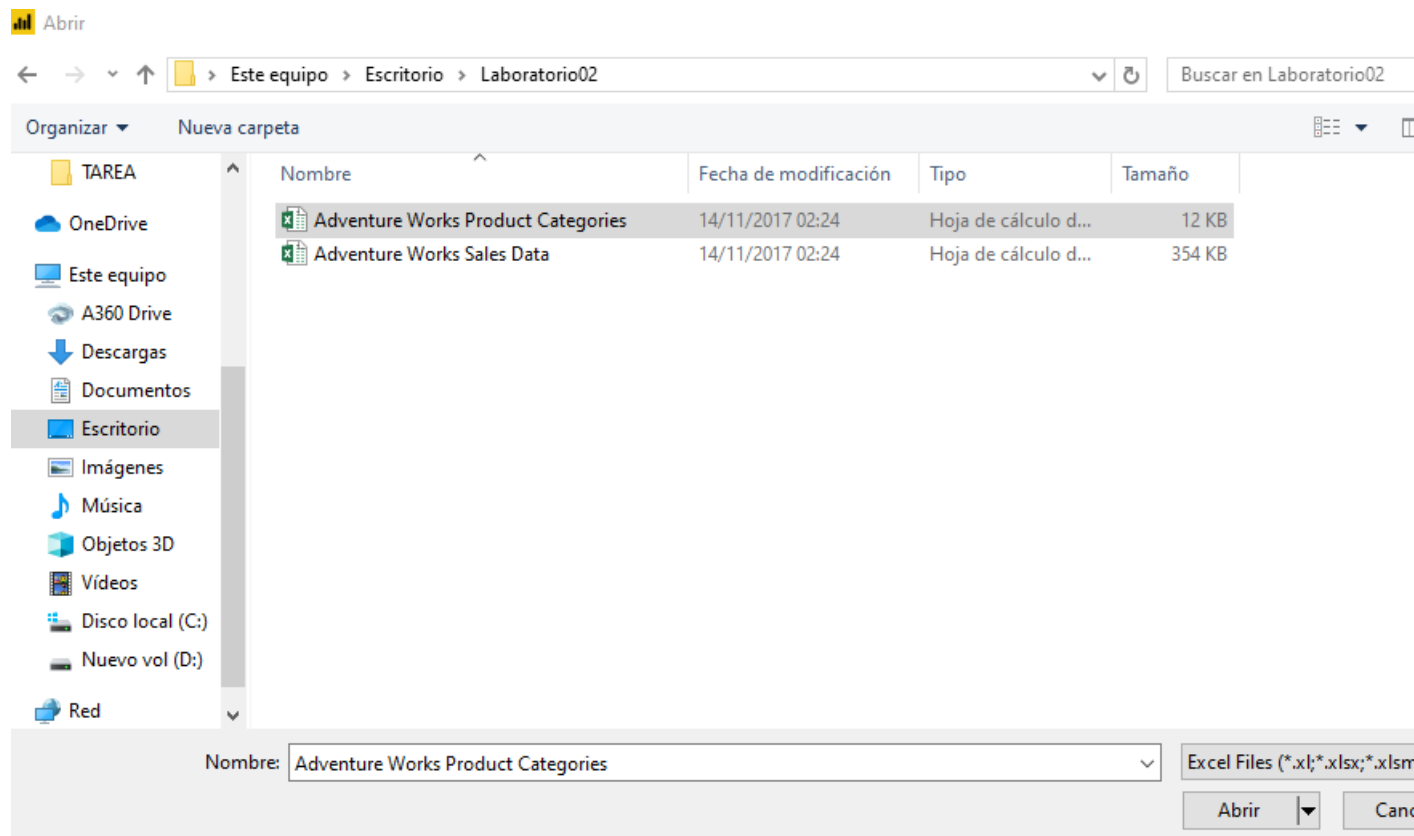 Abrir
Este equipo > Escritorio > Laboratorio02
Buscar en Laboratorio02
Organizar
Nueva carpeta
TAREA
OneDrive
Este equipo
A360 Drive
Descargas
Documentos
Escritorio
Imágenes
Música
Objetos 3D
Vídeos
Disco local (C:)
Nuevo vol (D:)
Red
Nombre Fecha de modificación Tipo Tamaño
Adventure Works Product Categories 14/11/2017 02:24 Hoja de cálculo d... 12 KB
Adventure Works Sales Data 14/11/2017 02:24 Hoja de cálculo d... 354 KB
Nombre: Adventure Works Product Categories
Excel Files (*.xl;*.xlsx;*.xlsm
Abrir
Canc